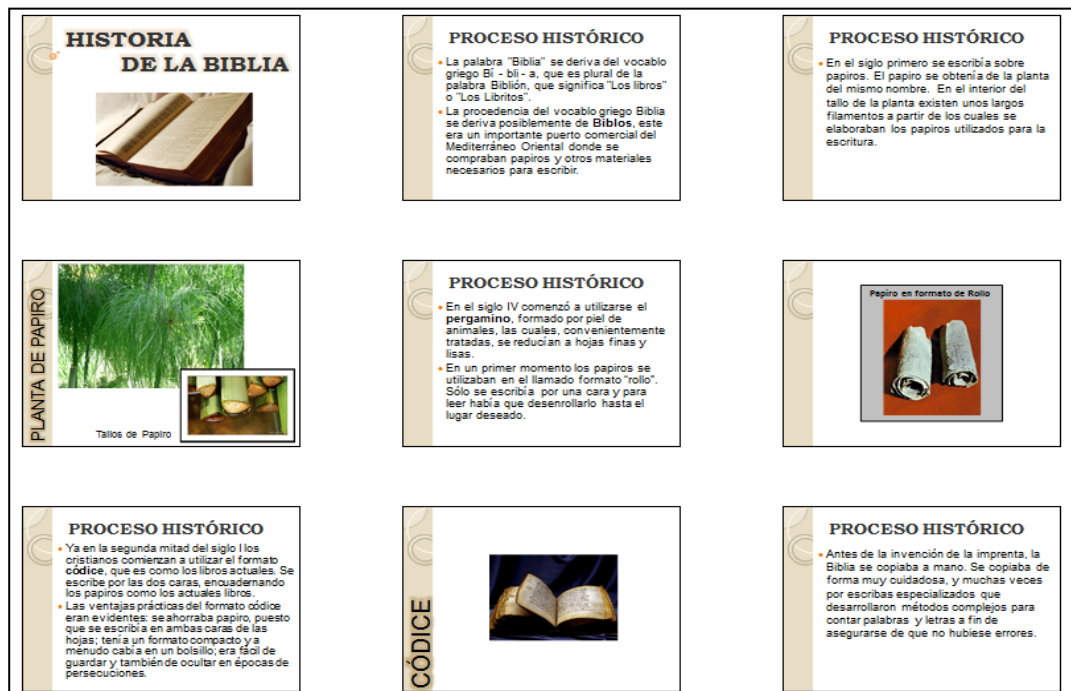 HISTORIA
DE LA BIBLIA
PROCESO HISTÓRICO
La palabra "Biblia" se deriva del vocablo
griego Bí - bli - a, que es plural de la
palabra Biblión, que significa "Los libros"
o "Los Libritos".
La procedencia del vocablo griego Biblia
se deriva posiblemente de Biblos, este
era un importante puerto comercial del
Mediterráneo Oriental donde se
compraban papiros y otros materiales
necesarios para escribir.
PROCESO HISTÓRICO
En el siglo primero se escribía sobre
papiros. El papiro se obtenía de la planta
del mismo nombre. En el interior del
tallo de la planta existen unos largos
filamentos a partir de los cuales se
elaboraban los papiros utilizados para la
escritura.
PLANTA DE PAPIRO
Tallos de Papiro
PROCESO HISTÓRICO
En el siglo IV comenzó a utilizarse el
pergamino, formado por piel de
animales, las cuales, convenientemente
tratadas, se reducían a hojas finas y
lisas.
En un primer momento los papiros se
utilizaban en el llamado formato "rollo".
Sólo se escribía por una cara y para
leer había que desenrollarlo hasta el
lugar deseado.
Papiro en formato de Rollo
PROCESO HISTÓRICO
Ya en la segunda mitad del siglo I los
cristianos comienzan a utilizar el formato
códice, que es como los libros actuales. Se
escribe por las dos caras, encuadernando
los papiros como los actuales libros.
Las ventajas prácticas del formato códice
eran evidentes: se ahorraba papiro, puesto
que se escribía en ambas caras de las
hojas; tenía un formato compacto y a
menudo cabía en un bolsillo; era fácil de
guardar y también de ocultar en épocas de
persecuciones.
CÓDICE
PROCESO HISTÓRICO
Antes de la invención de la imprenta, la
Biblia se copiaba a mano. Se copiaba de
forma muy cuidadosa, y muchas veces
por escribas especializados que
desarrollaron métodos complejos para
contar palabras y letras a fin de
asegurarse de que no hubiese errores.